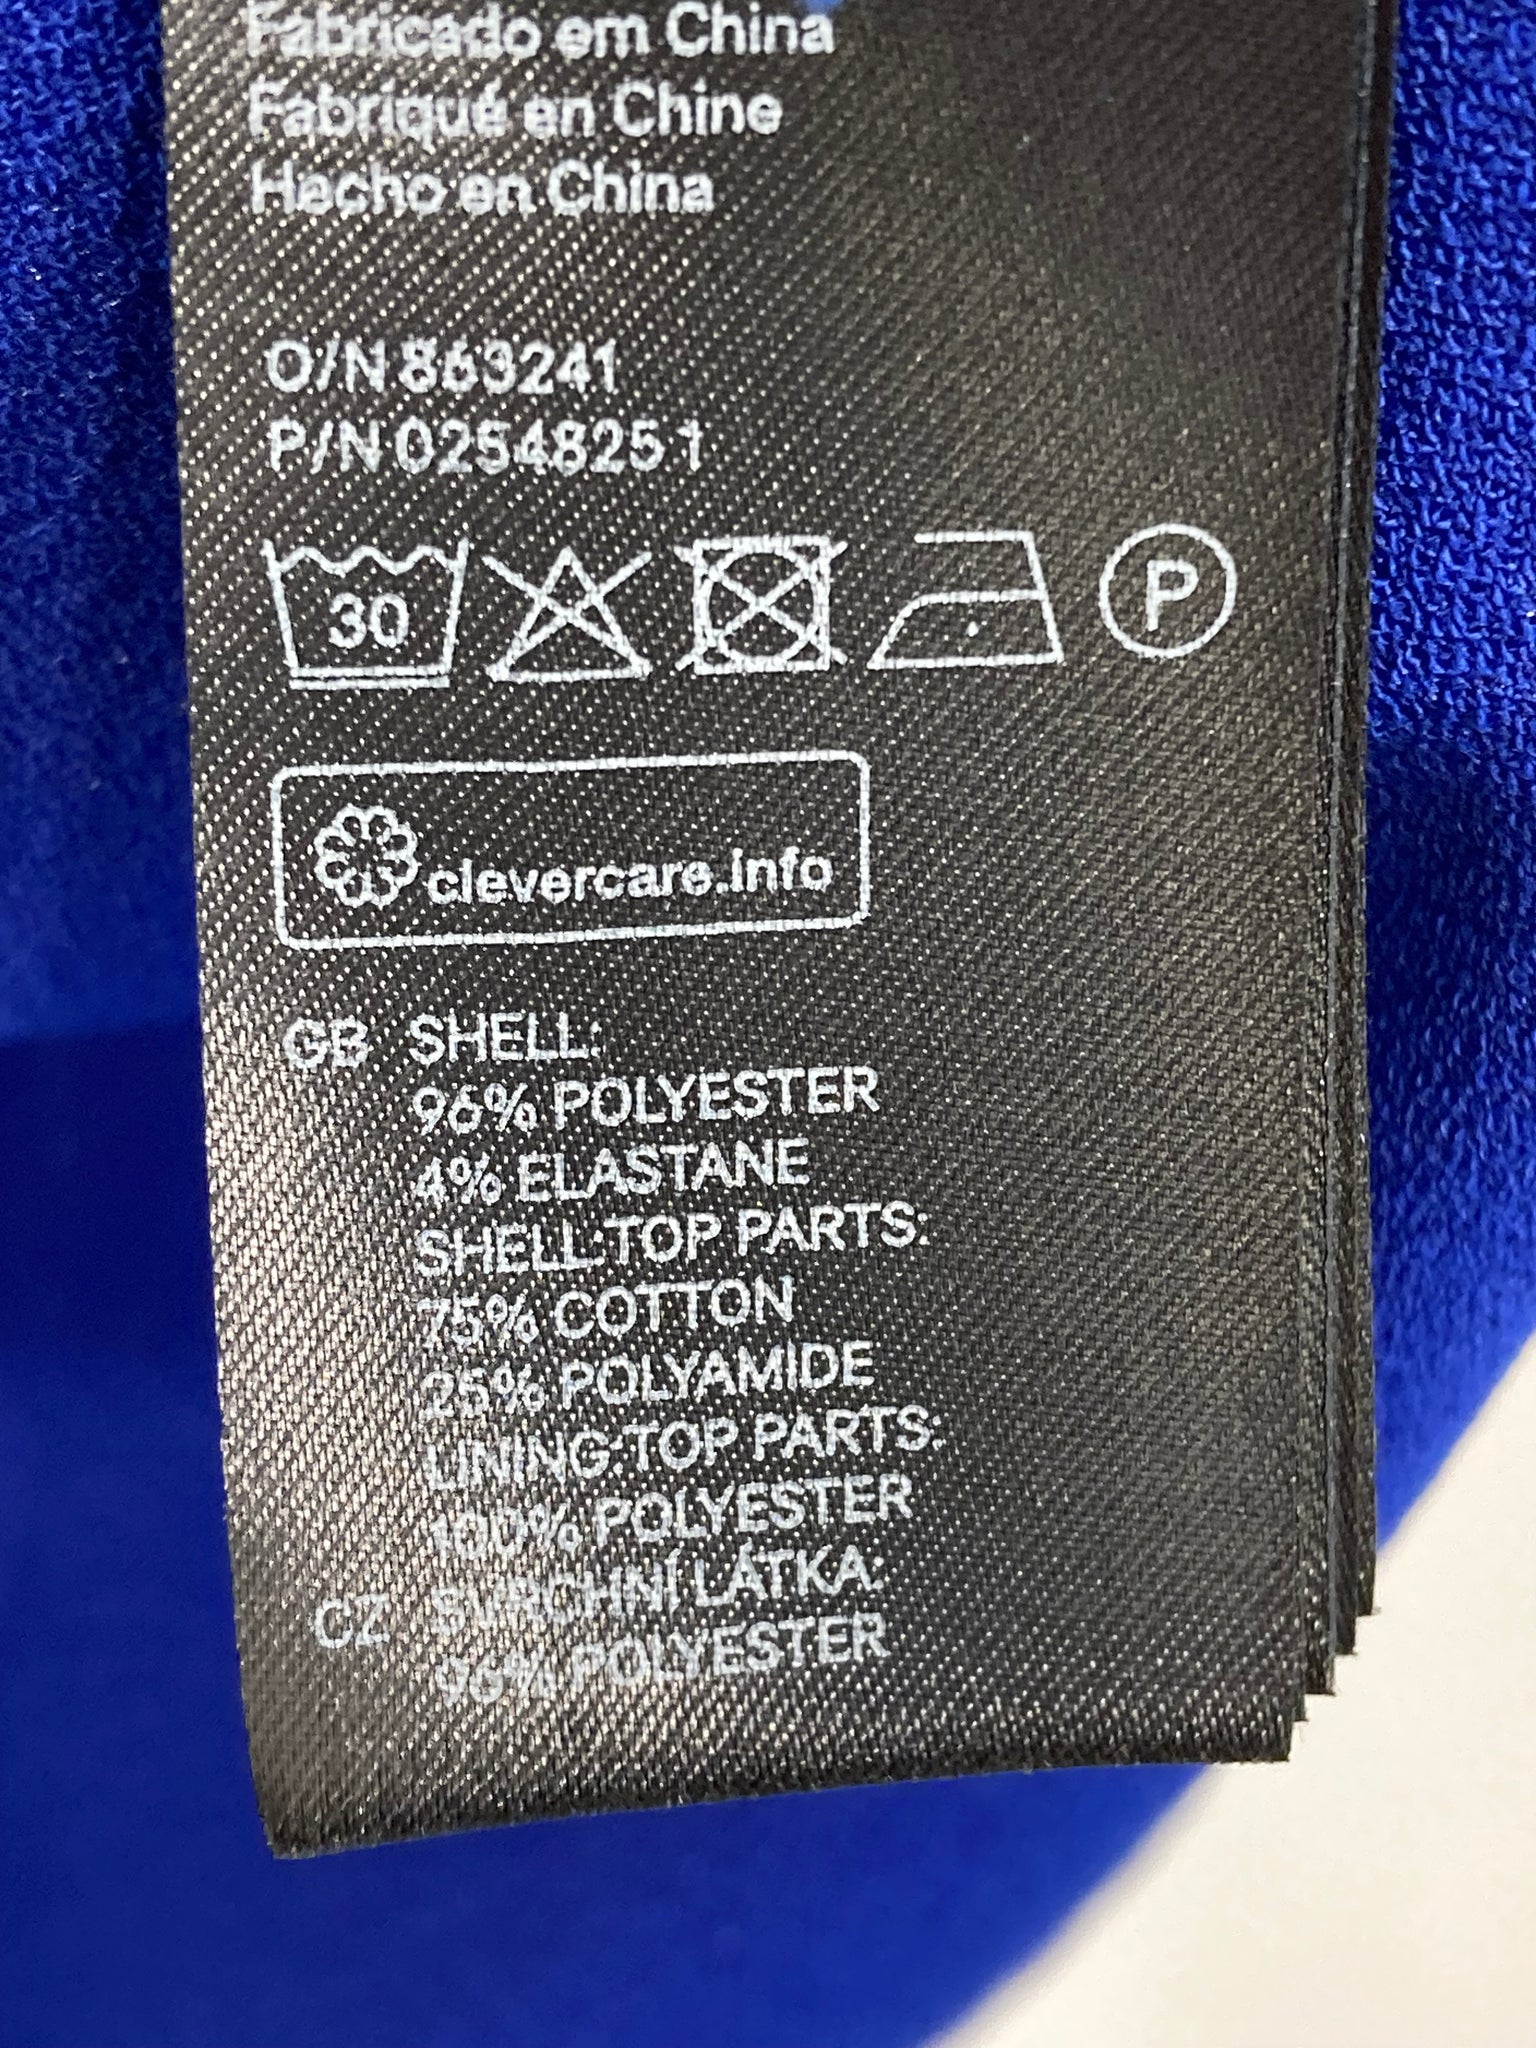 Fabricado em China
Fabriqué en Chine
Hecho en China
O/N 863241
P/N 02548251
30
P
clevercare.info
GB SHELL:
96% POLYESTER
4% ELASTANE
SHELL:TOP PARTS:
75% COTTON
25% POLYAMIDE
LINING:TOP PARTS:
100% POLYESTER
CZ SVRCHNÍ LÁTKA:
96% POLYESTER